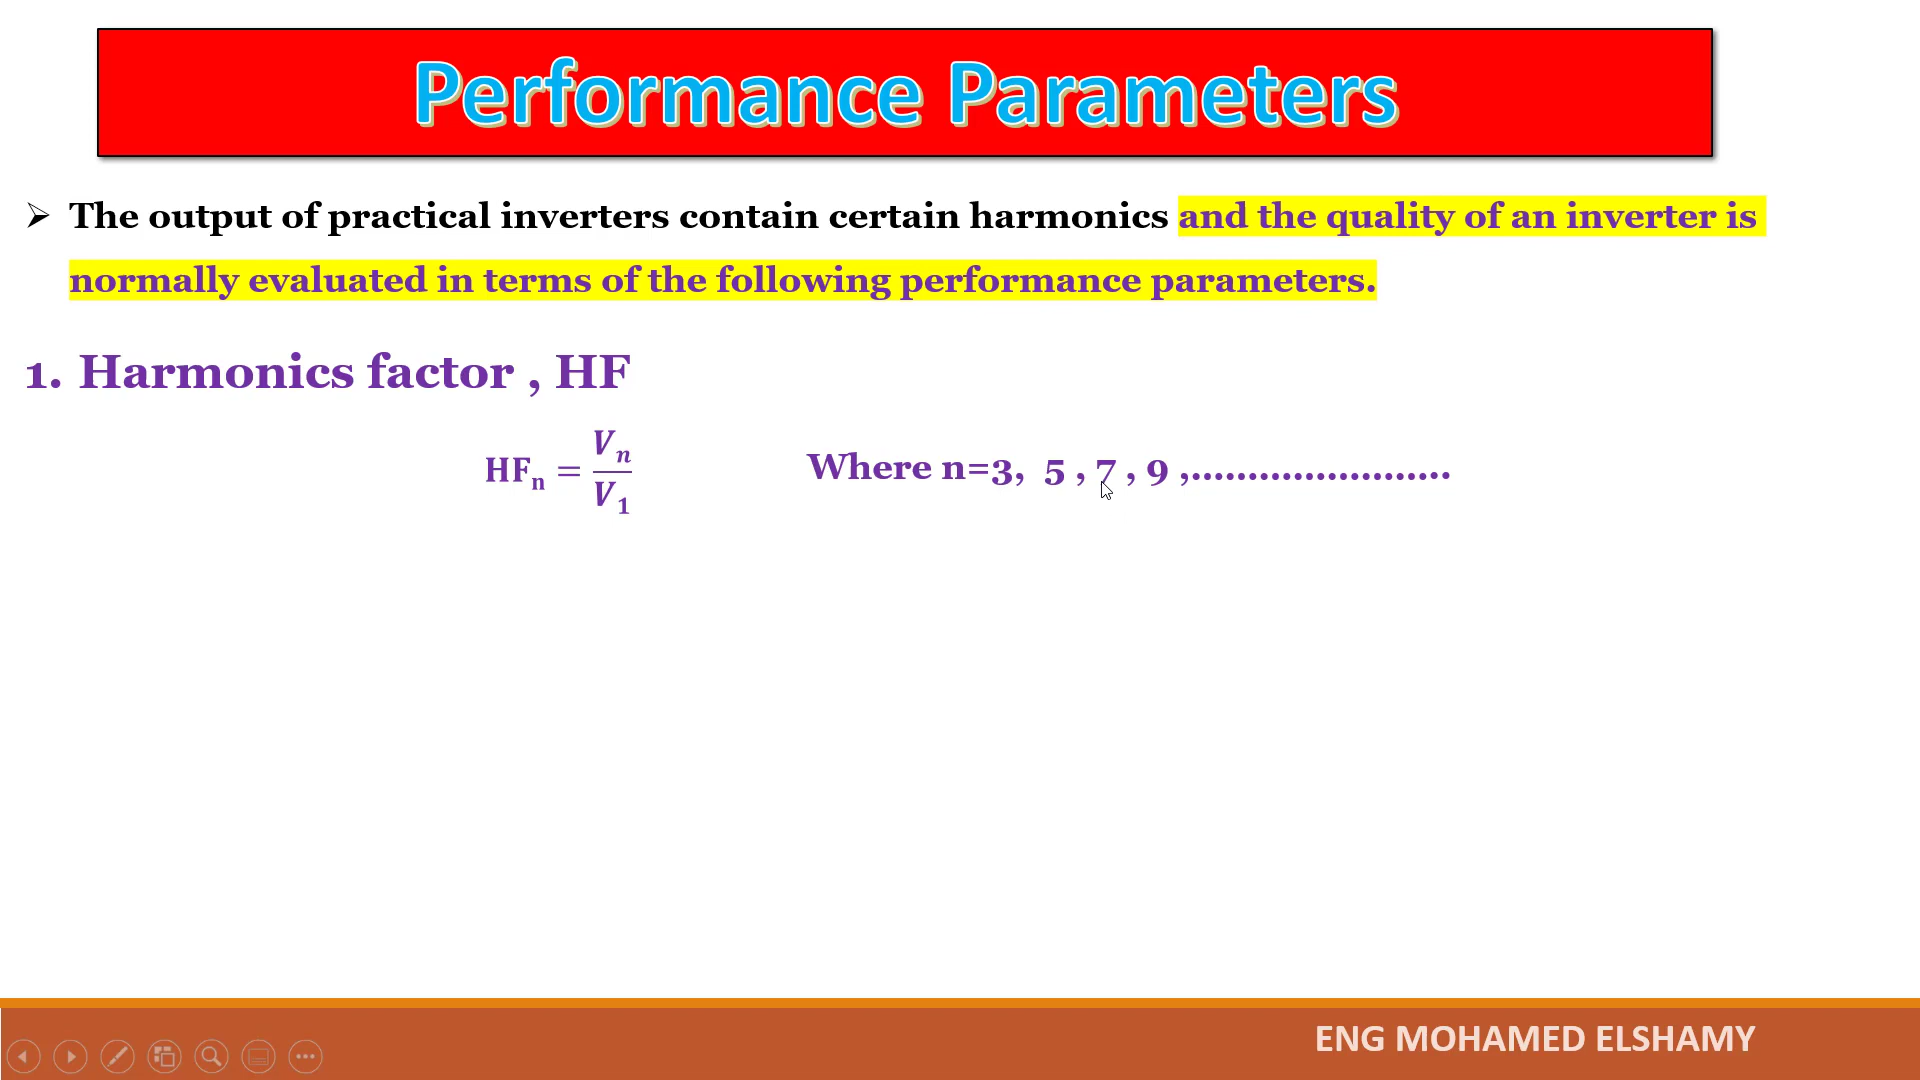 Performance Parameters
➢ The output of practical inverters contain certain harmonics and the quality of an inverter is
normally evaluated in terms of the following performance parameters.
1. Harmonics factor , HF
HFₙ = Vₙ / V₁ Where n=3, 5 , 7 , 9 ,.......................
ENG MOHAMED ELSHAMY